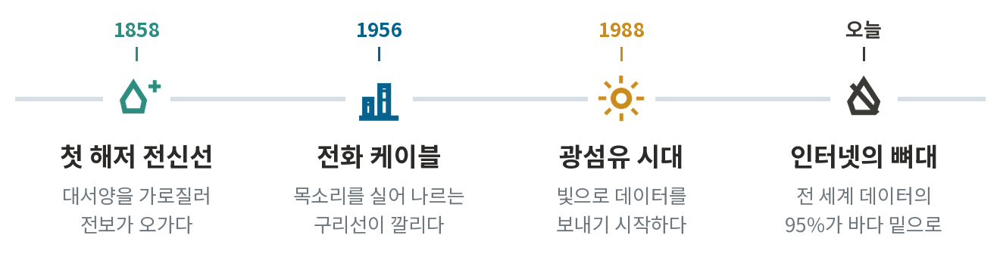 1858
첫 해저 전신선
대서양을 가로질러
전보가 오가다
1956
전화 케이블
목소리를 실어 나르는
구리선이 깔리다
1988
광섬유 시대
빛으로 데이터를
보내기 시작하다
오늘
인터넷의 뼈대
전 세계 데이터의
95%가 바다 밑으로